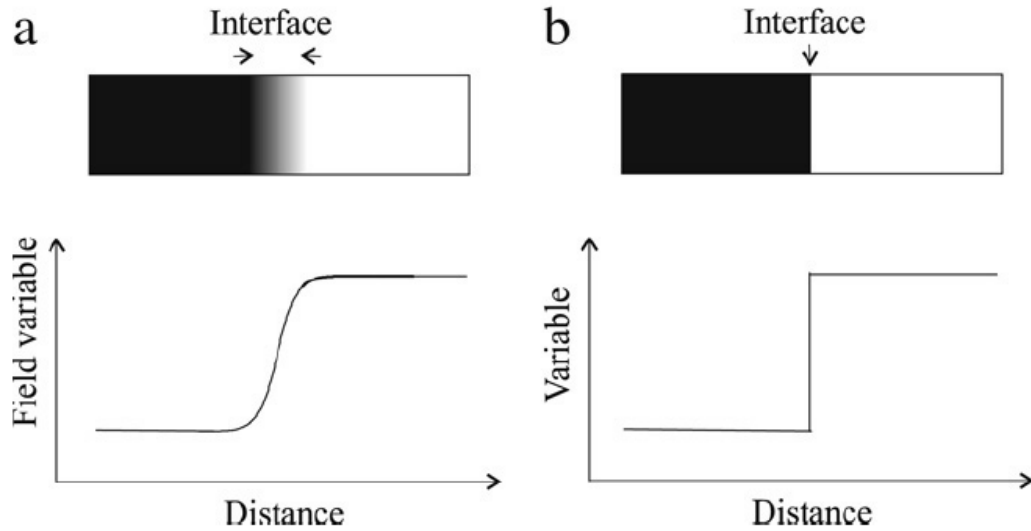 a
Interface
Field variable
Distance
b
Interface
Variable
Distance